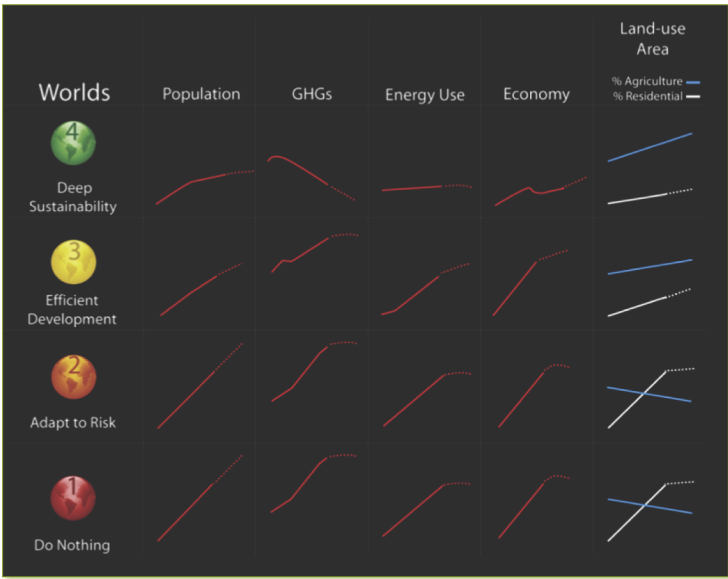 Land-use
Area
% Agriculture
% Residential
Worlds
Population
GHGs
Energy Use
Economy
4
Deep
Sustainability
3
Efficient
Development
2
Adapt to Risk
1
Do Nothing